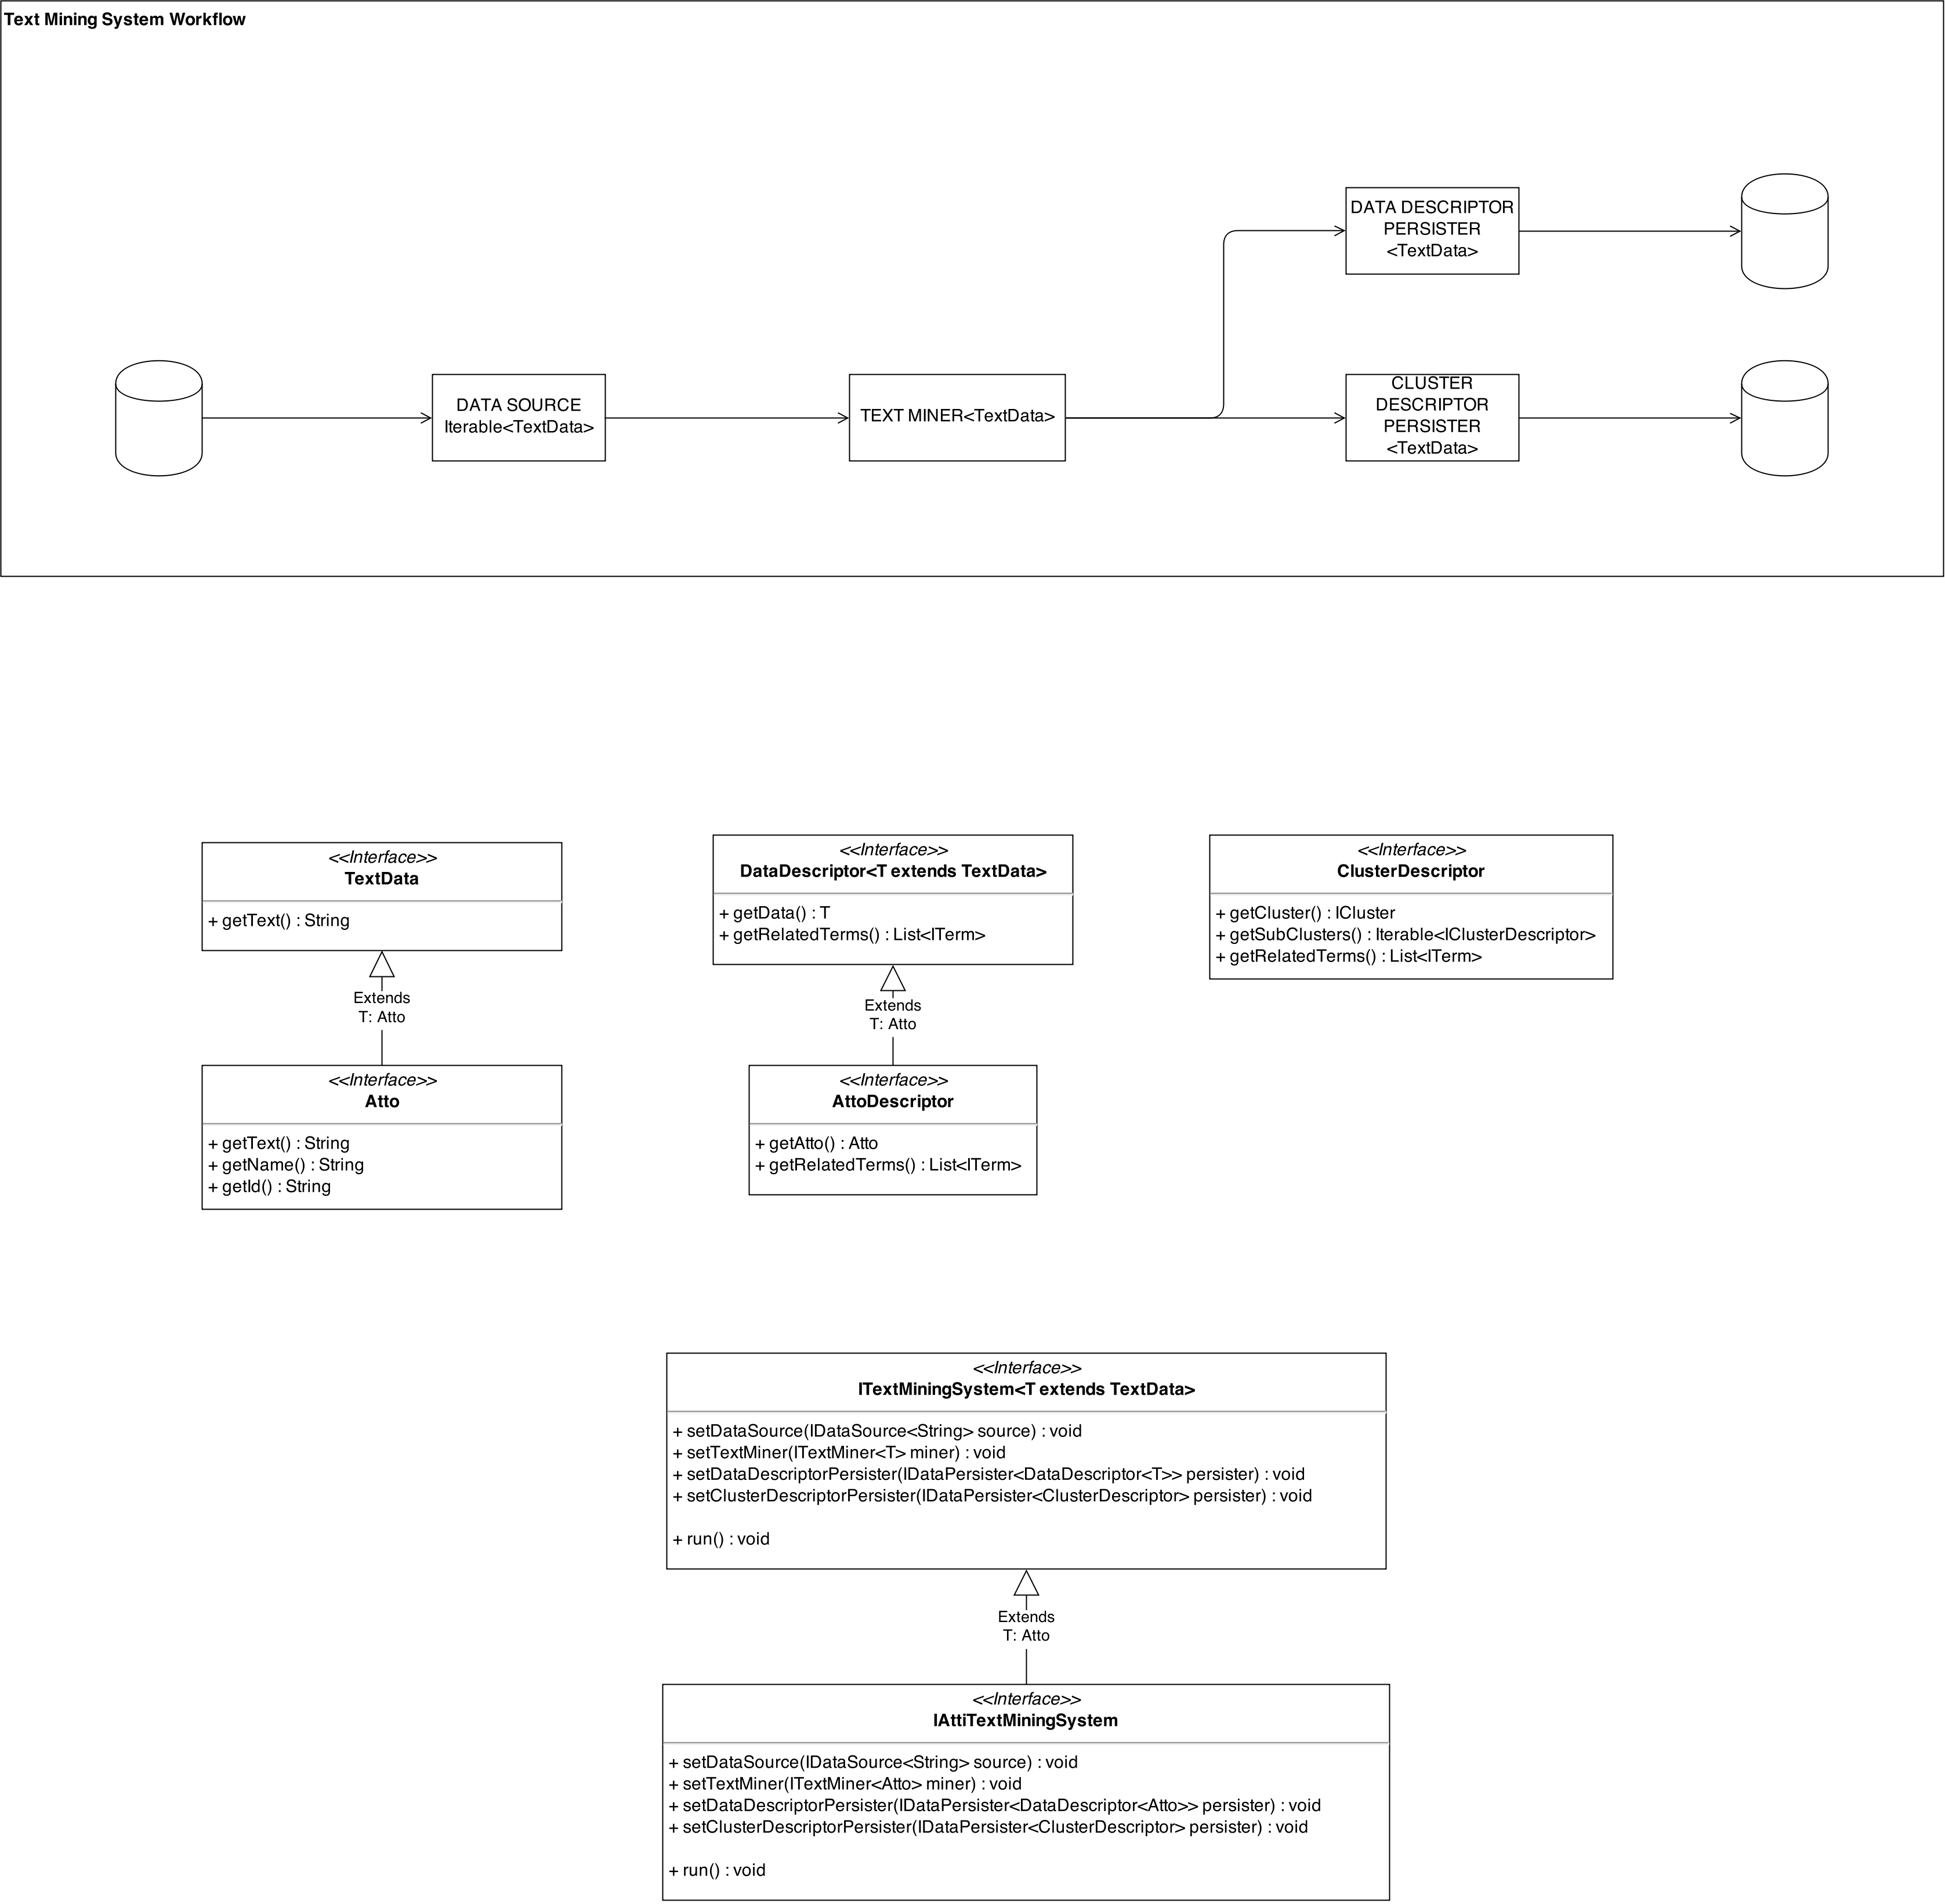 Text Mining System Workflow
DATA DESCRIPTOR
PERSISTER
<TextData>
DATA SOURCE
Iterable<TextData>
TEXT MINER<TextData>
CLUSTER
DESCRIPTOR
PERSISTER
<TextData>
<<Interface>>
TextData
+ getText() : String
Extends
T: Atto
<<Interface>>
Atto
+ getText() : String
+ getName() : String
+ getId() : String
<<Interface>>
DataDescriptor<T extends TextData>
+ getData() : T
+ getRelatedTerms() : List<ITerm>
Extends
T: Atto
<<Interface>>
AttoDescriptor
+ getAtto() : Atto
+ getRelatedTerms() : List<ITerm>
<<Interface>>
ClusterDescriptor
+ getCluster() : ICluster
+ getSubClusters() : Iterable<IClusterDescriptor>
+ getRelatedTerms() : List<ITerm>
<<Interface>>
ITextMiningSystem<T extends TextData>
+ setDataSource(IDataSource<String> source) : void
+ setTextMiner(ITextMiner<T> miner) : void
+ setDataDescriptorPersister(IDataPersister<DataDescriptor<T>> persister) : void
+ setClusterDescriptorPersister(IDataPersister<ClusterDescriptor> persister) : void
+ run() : void
Extends
T: Atto
<<Interface>>
IAttiTextMiningSystem
+ setDataSource(IDataSource<String> source) : void
+ setTextMiner(ITextMiner<Atto> miner) : void
+ setDataDescriptorPersister(IDataPersister<DataDescriptor<Atto>> persister) : void
+ setClusterDescriptorPersister(IDataPersister<ClusterDescriptor> persister) : void
+ run() : void